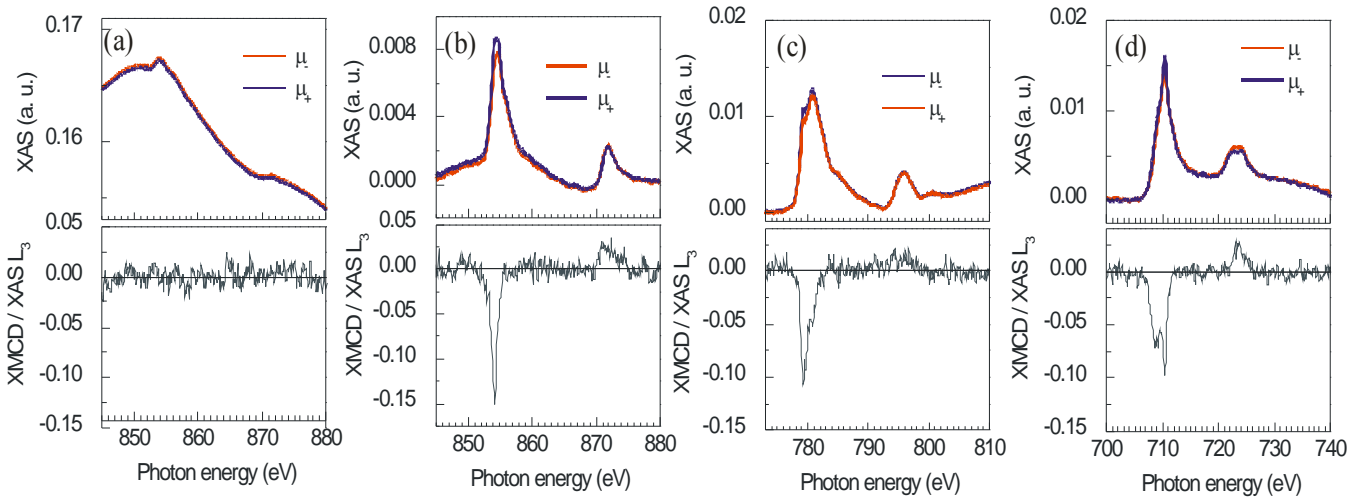 (a)
μ-
μ+
XAS (a. u.)
0.17
0.16
0.05
0.00
-0.05
-0.10
-0.15
XMCD / XAS L3
850 860 870 880
Photon energy (eV)
(b)
μ-
μ+
XAS (a. u.)
0.008
0.004
0.000
0.05
0.00
-0.05
-0.10
-0.15
XMCD / XAS L3
850 860 870 880
Photon energy (eV)
(c)
μ-
μ+
XAS (a. u.)
0.02
0.01
0.00
0.00
-0.05
-0.10
-0.15
XMCD / XAS L3
780 790 800 810
Photon energy (eV)
(d)
μ-
μ+
XAS (a. u.)
0.02
0.01
0.00
0.00
-0.05
-0.10
-0.15
XMCD / XAS L3
700 710 720 730 740
Photon energy (eV)